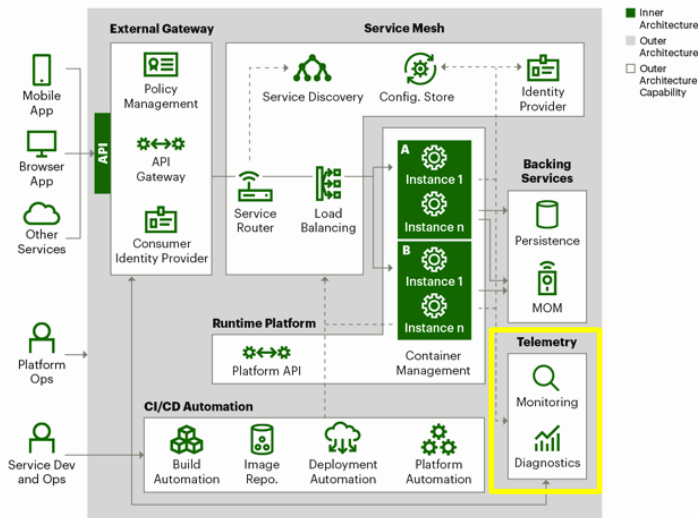 External Gateway
Service Mesh
Inner
Architecture
Outer
Architecture
Outer
Architecture
Capability
Mobile
App
Browser
App
Other
Services
Platform
Ops
Service Dev
and Ops
API
Policy
Management
API
Gateway
Consumer
Identity Provider
Service Discovery
Config. Store
Identity
Provider
Service
Router
Load
Balancing
A
Instance 1
Instance n
B
Instance 1
Instance n
Container
Management
Backing
Services
Persistence
MOM
Runtime Platform
Platform API
Telemetry
Monitoring
Diagnostics
CI/CD Automation
Build
Automation
Image
Repo.
Deployment
Automation
Platform
Automation